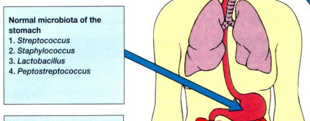 Normal microbiota of the
stomach
1. Streptococcus
2. Staphylococcus
3. Lactobacillus
4. Peptostreptococcus